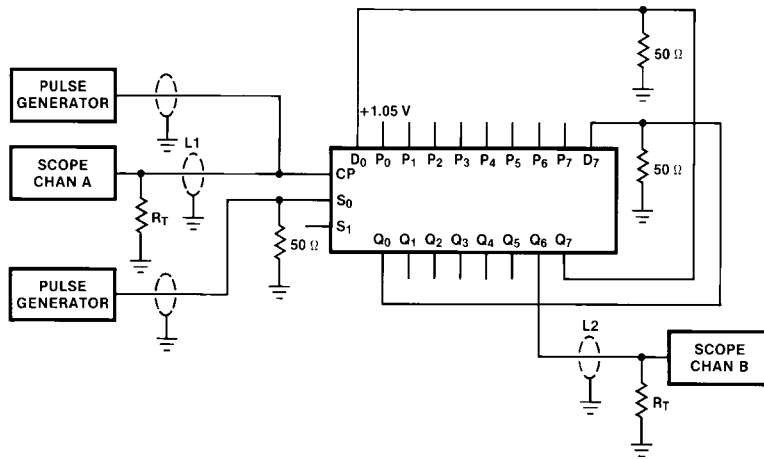 PULSE
GENERATOR
SCOPE
CHAN A
R_T
L1
PULSE
GENERATOR
50 Ω
+1.05 V
D₀ P₀ P₁ P₂ P₃ P₄ P₅ P₆ P₇ D₇
CP
S₀
S₁
Q₀ Q₁ Q₂ Q₃ Q₄ Q₅ Q₆ Q₇
50 Ω
50 Ω
L2
SCOPE
CHAN B
R_T